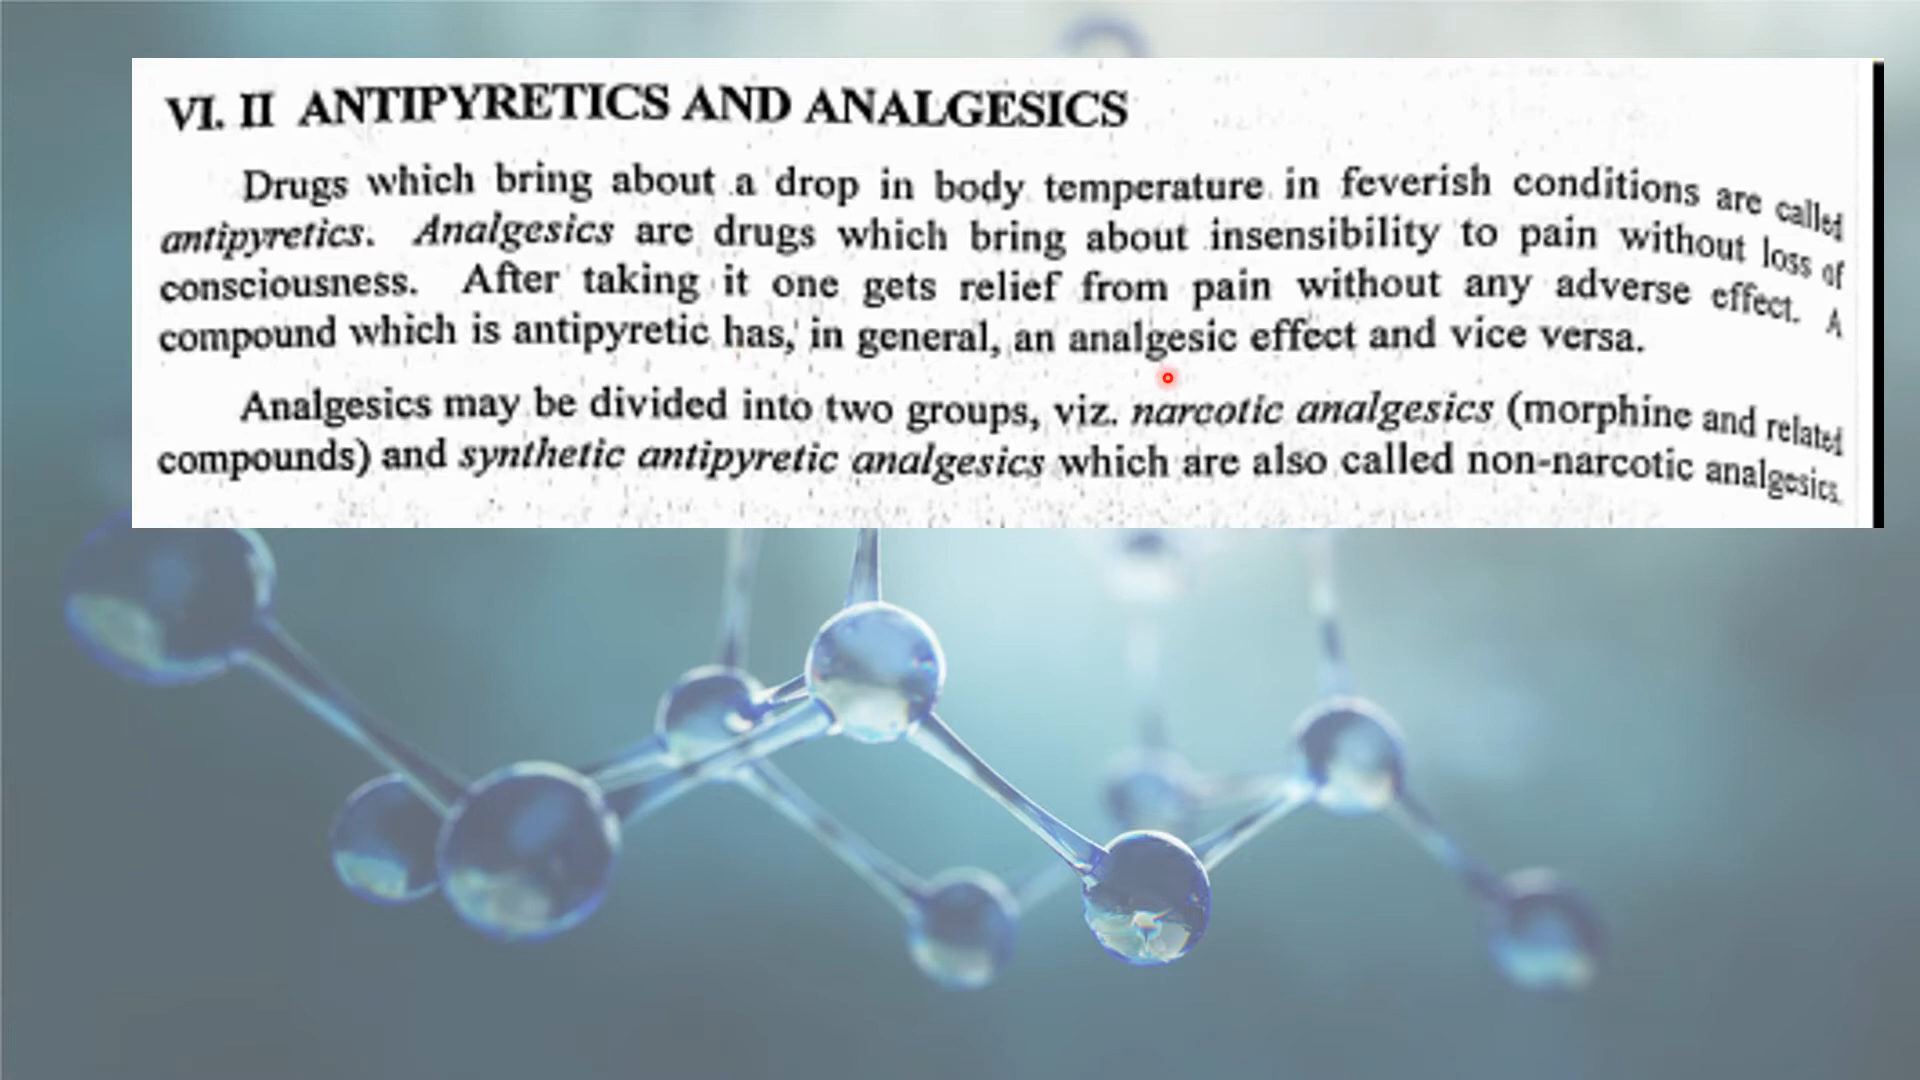 VI. II ANTIPYRETICS AND ANALGESICS
Drugs which bring about a drop in body temperature in feverish conditions are called
antipyretics. Analgesics are drugs which bring about insensibility to pain without loss of
consciousness. After taking it one gets relief from pain without any adverse effect. A
compound which is antipyretic has, in general, an analgesic effect and vice versa.
Analgesics may be divided into two groups, viz. narcotic analgesics (morphine and related
compounds) and synthetic antipyretic analgesics which are also called non-narcotic analgesics.